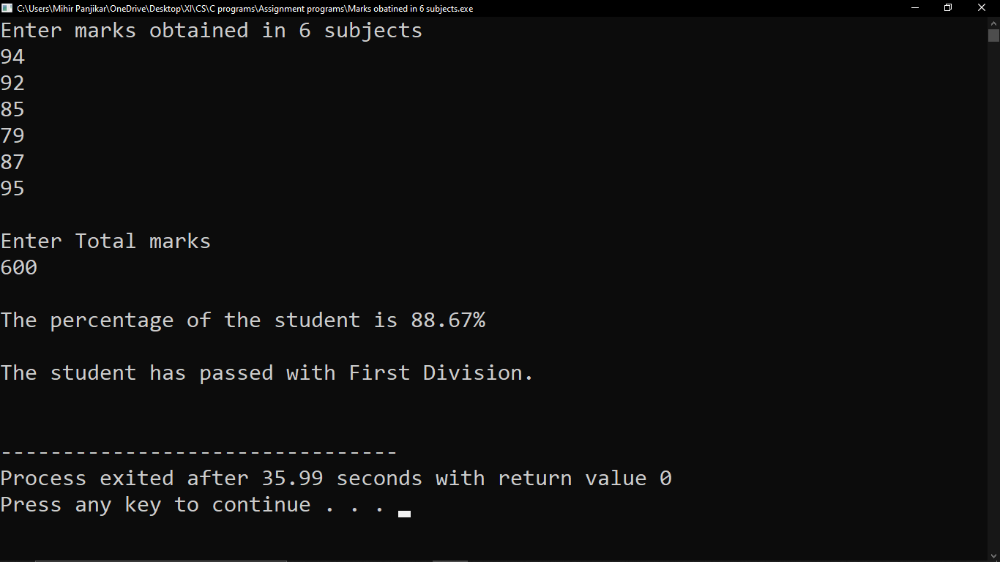 C:\Users\Mihir Panjikar\OneDrive\Desktop\XI\CS\C programs\Assignment programs\Marks obatined in 6 subjects.exe
Enter marks obtained in 6 subjects
94
92
85
79
87
95
Enter Total marks
600
The percentage of the student is 88.67%
The student has passed with First Division.
--------------------------------
Process exited after 35.99 seconds with return value 0
Press any key to continue . . .